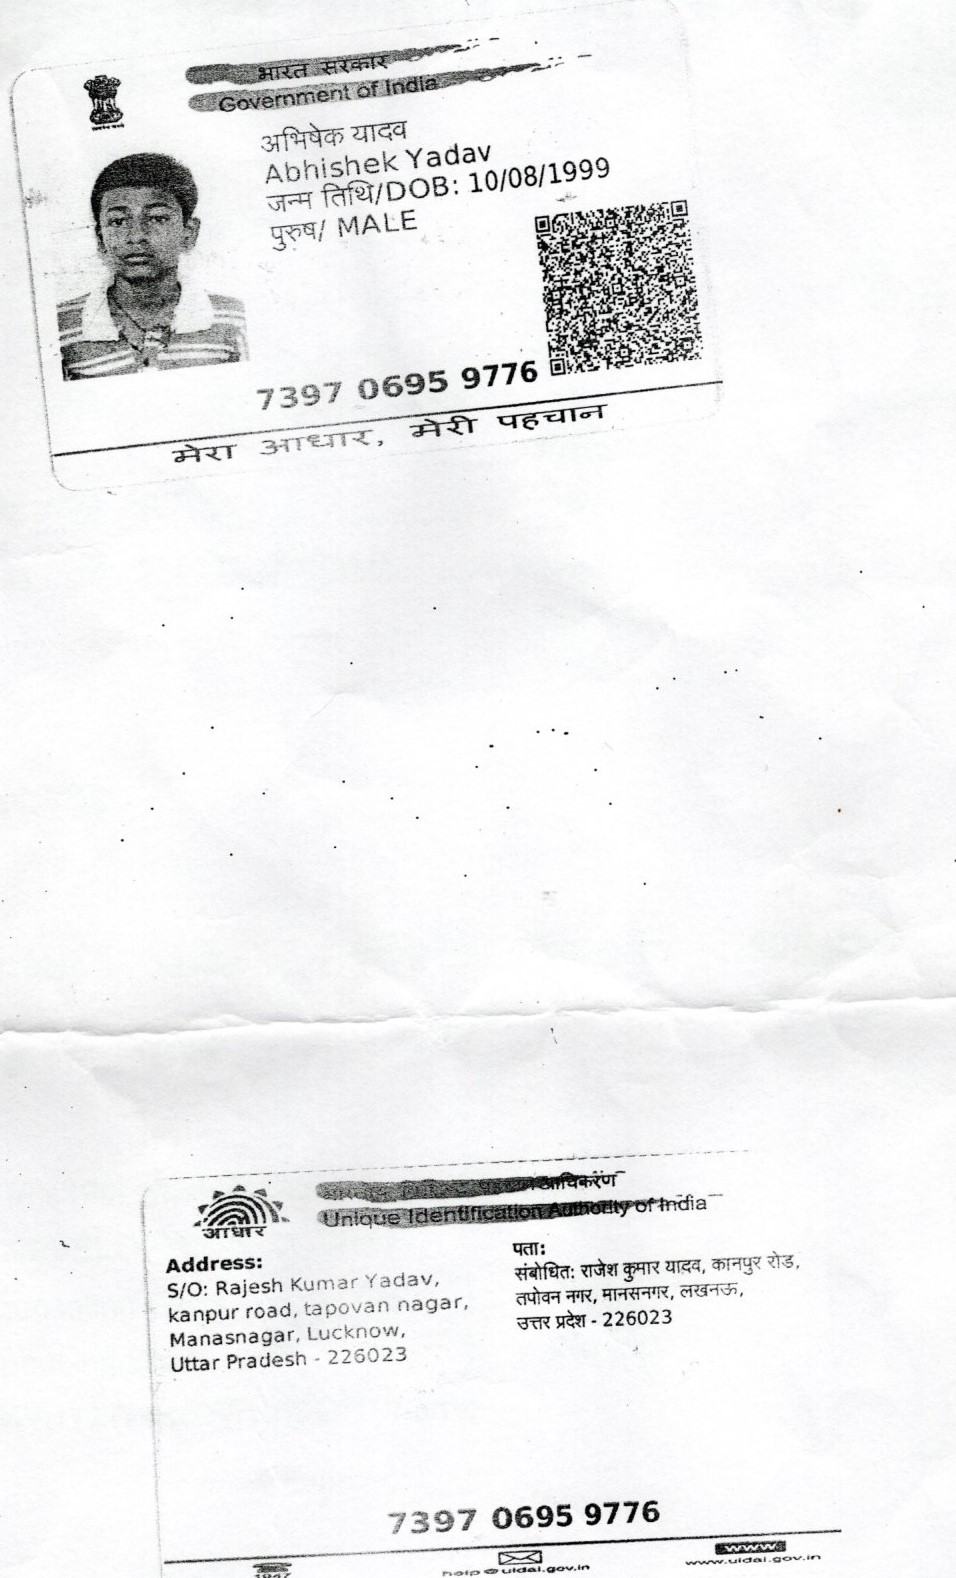 भारत सरकार
Government of India
अभिषेक यादव
Abhishek Yadav
जन्म तिथि/DOB: 10/08/1999
पुरुष/ MALE
7397 0695 9776
मेरा आधार, मेरी पहचान
आधार
प्राधिकरण
Unique Identification Authority of India
Address:
S/O: Rajesh Kumar Yadav,
kanpur road, tapovan nagar,
Manasnagar, Lucknow,
Uttar Pradesh - 226023
पता:
संबोधित: राजेश कुमार यादव, कानपुर रोड,
तपोवन नगर, मानसनगर, लखनऊ,
उत्तर प्रदेश - 226023
7397 0695 9776
1947
help@uidai.gov.in
www
www.uidai.gov.in